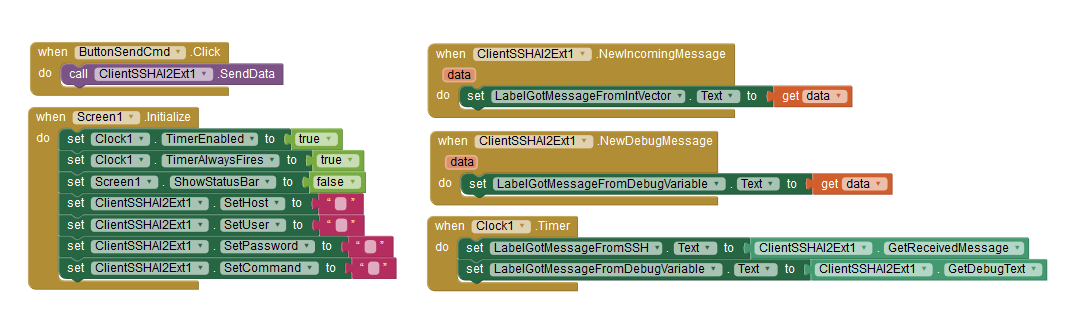 when ButtonSendCmd .Click
do call ClientSSHAI2Ext1 .SendData
when Screen1 .Initialize
do set Clock1 . TimerEnabled to true
set Clock1 . TimerAlwaysFires to true
set Screen1 . ShowStatusBar to false
set ClientSSHAI2Ext1 . SetHost to “ ”
set ClientSSHAI2Ext1 . SetUser to “ ”
set ClientSSHAI2Ext1 . SetPassword to “ ”
set ClientSSHAI2Ext1 . SetCommand to “ ”
when ClientSSHAI2Ext1 .NewIncomingMessage
data
do set LabelGotMessageFromIntVector . Text to get data
when ClientSSHAI2Ext1 .NewDebugMessage
data
do set LabelGotMessageFromDebugVariable . Text to get data
when Clock1 .Timer
do set LabelGotMessageFromSSH . Text to ClientSSHAI2Ext1 . GetReceivedMessage
set LabelGotMessageFromDebugVariable . Text to ClientSSHAI2Ext1 . GetDebugText